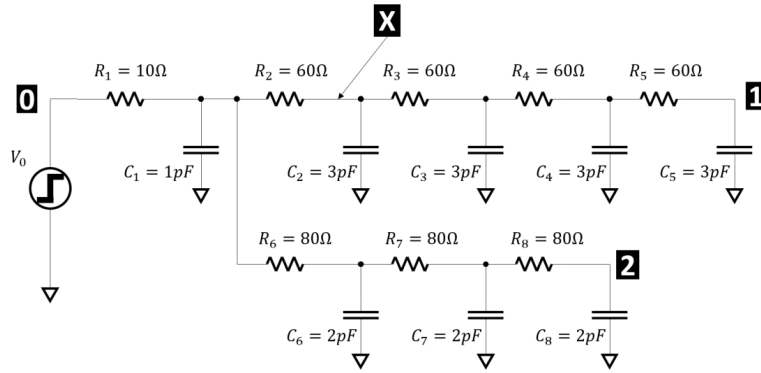 X
R₁ = 10Ω R₂ = 60Ω R₃ = 60Ω R₄ = 60Ω R₅ = 60Ω
0 1
V₀
C₁ = 1pF C₂ = 3pF C₃ = 3pF C₄ = 3pF C₅ = 3pF
R₆ = 80Ω R₇ = 80Ω R₈ = 80Ω
2
C₆ = 2pF C₇ = 2pF C₈ = 2pF